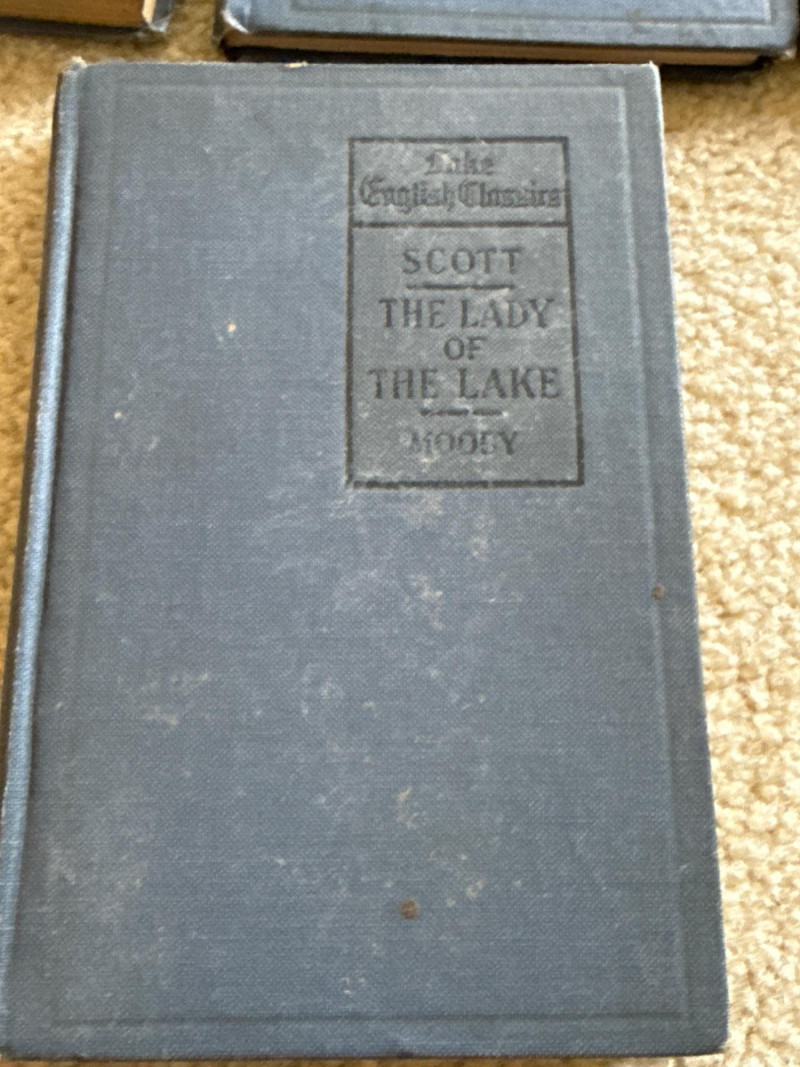 Lake
English Classics
SCOTT
THE LADY
OF
THE LAKE
MOODY